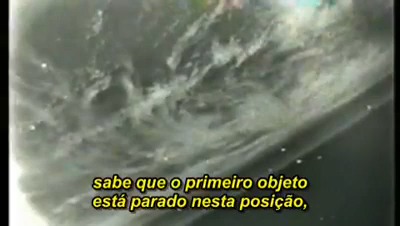 sabe que o primeiro objeto
está parado nesta posição,